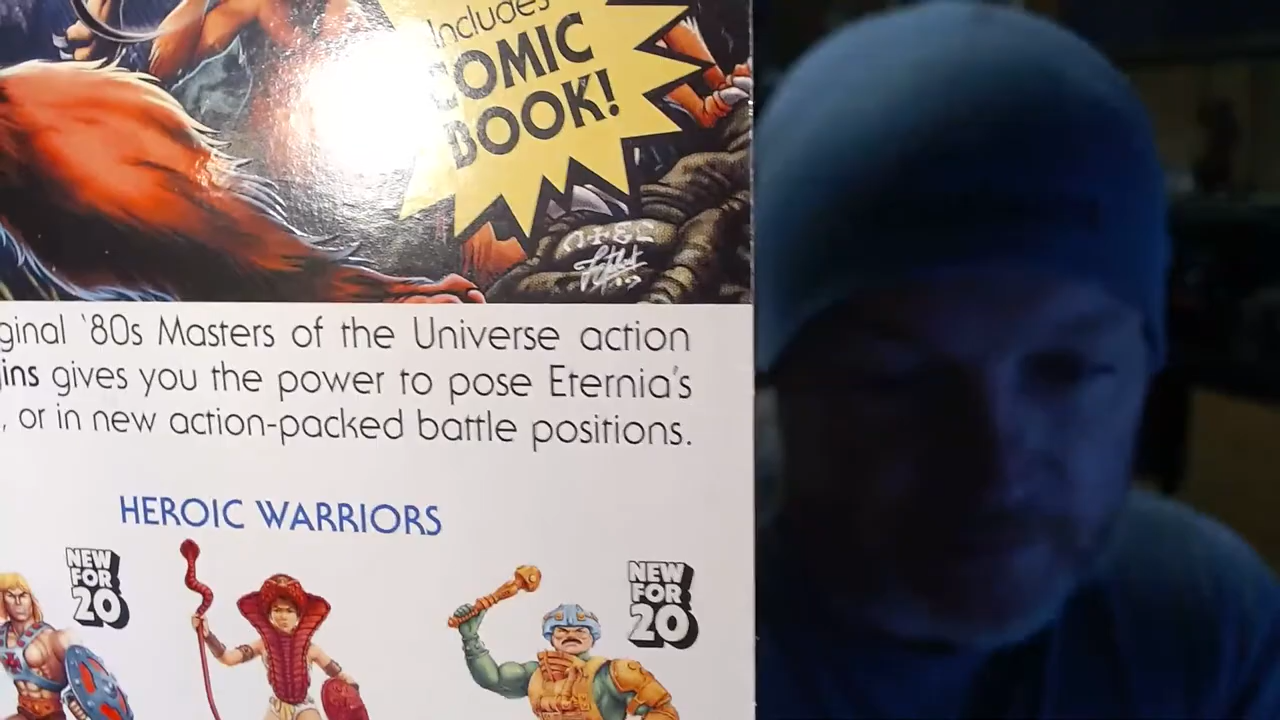 Includes
COMIC
BOOK!
ginal '80s Masters of the Universe action
ins gives you the power to pose Eternia's
, or in new action-packed battle positions.
HEROIC WARRIORS
NEW
FOR
20
NEW
FOR
20